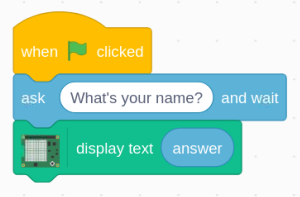 when clicked
ask What's your name? and wait
display text answer